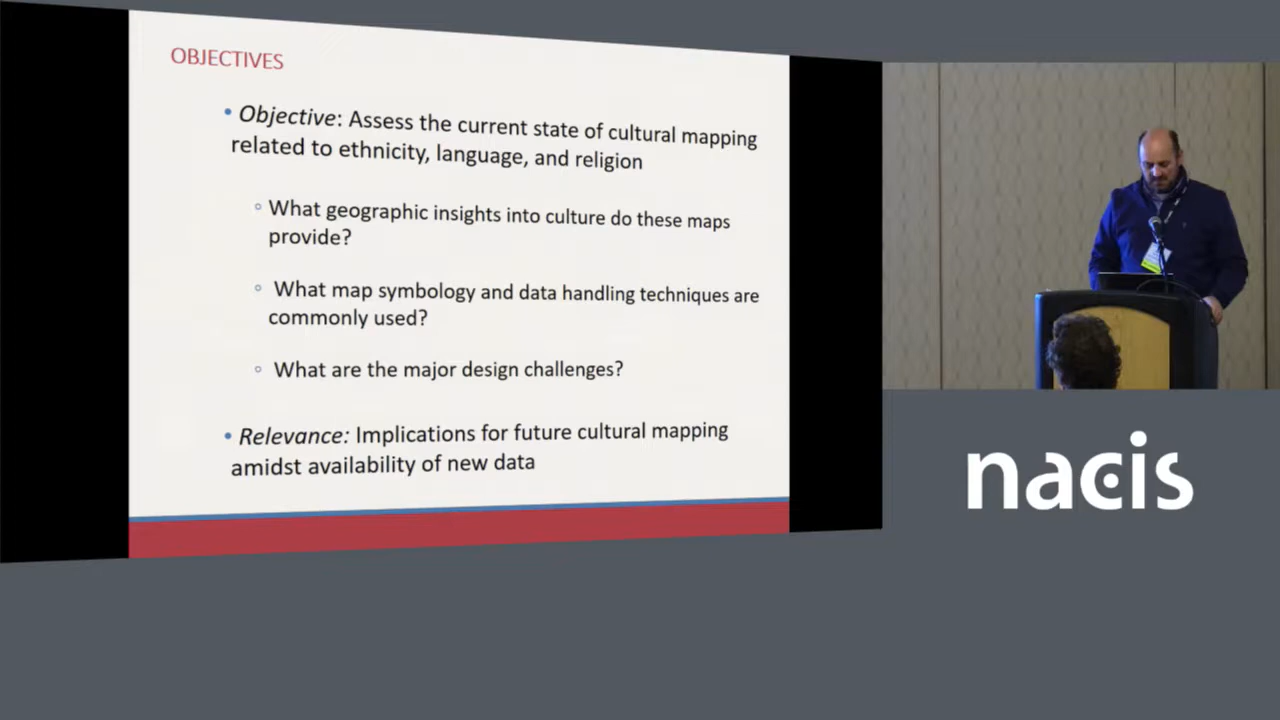 OBJECTIVES
• Objective: Assess the current state of cultural mapping
related to ethnicity, language, and religion
◦ What geographic insights into culture do these maps
provide?
◦ What map symbology and data handling techniques are
commonly used?
◦ What are the major design challenges?
• Relevance: Implications for future cultural mapping
amidst availability of new data
nacis